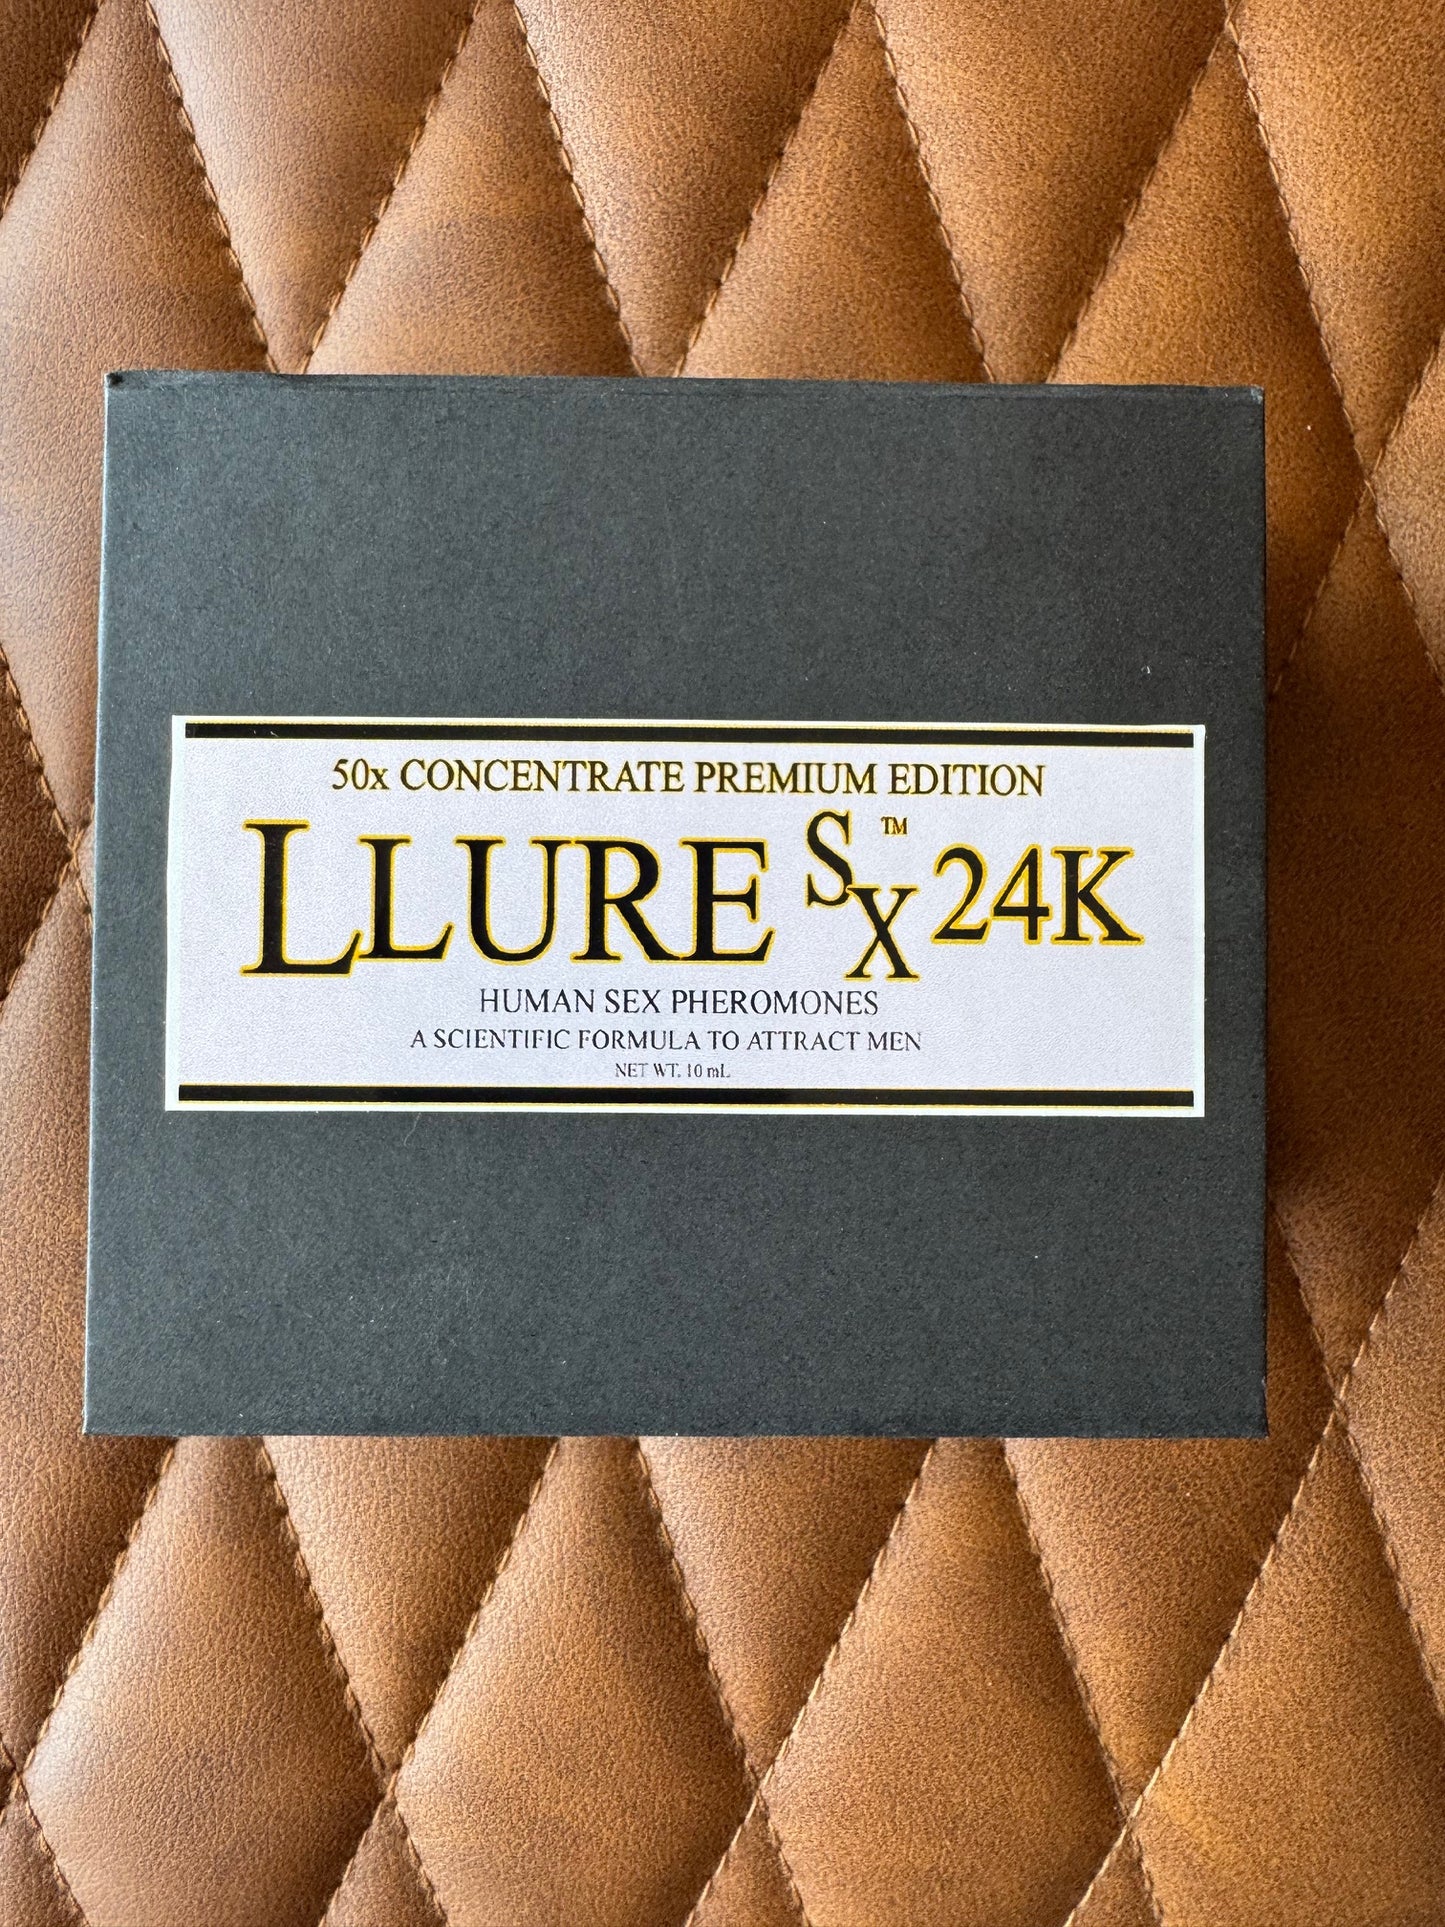 50x CONCENTRATE PREMIUM EDITION
LLURE SX™ 24K
HUMAN SEX PHEROMONES
A SCIENTIFIC FORMULA TO ATTRACT MEN
NET WT. 10 mL